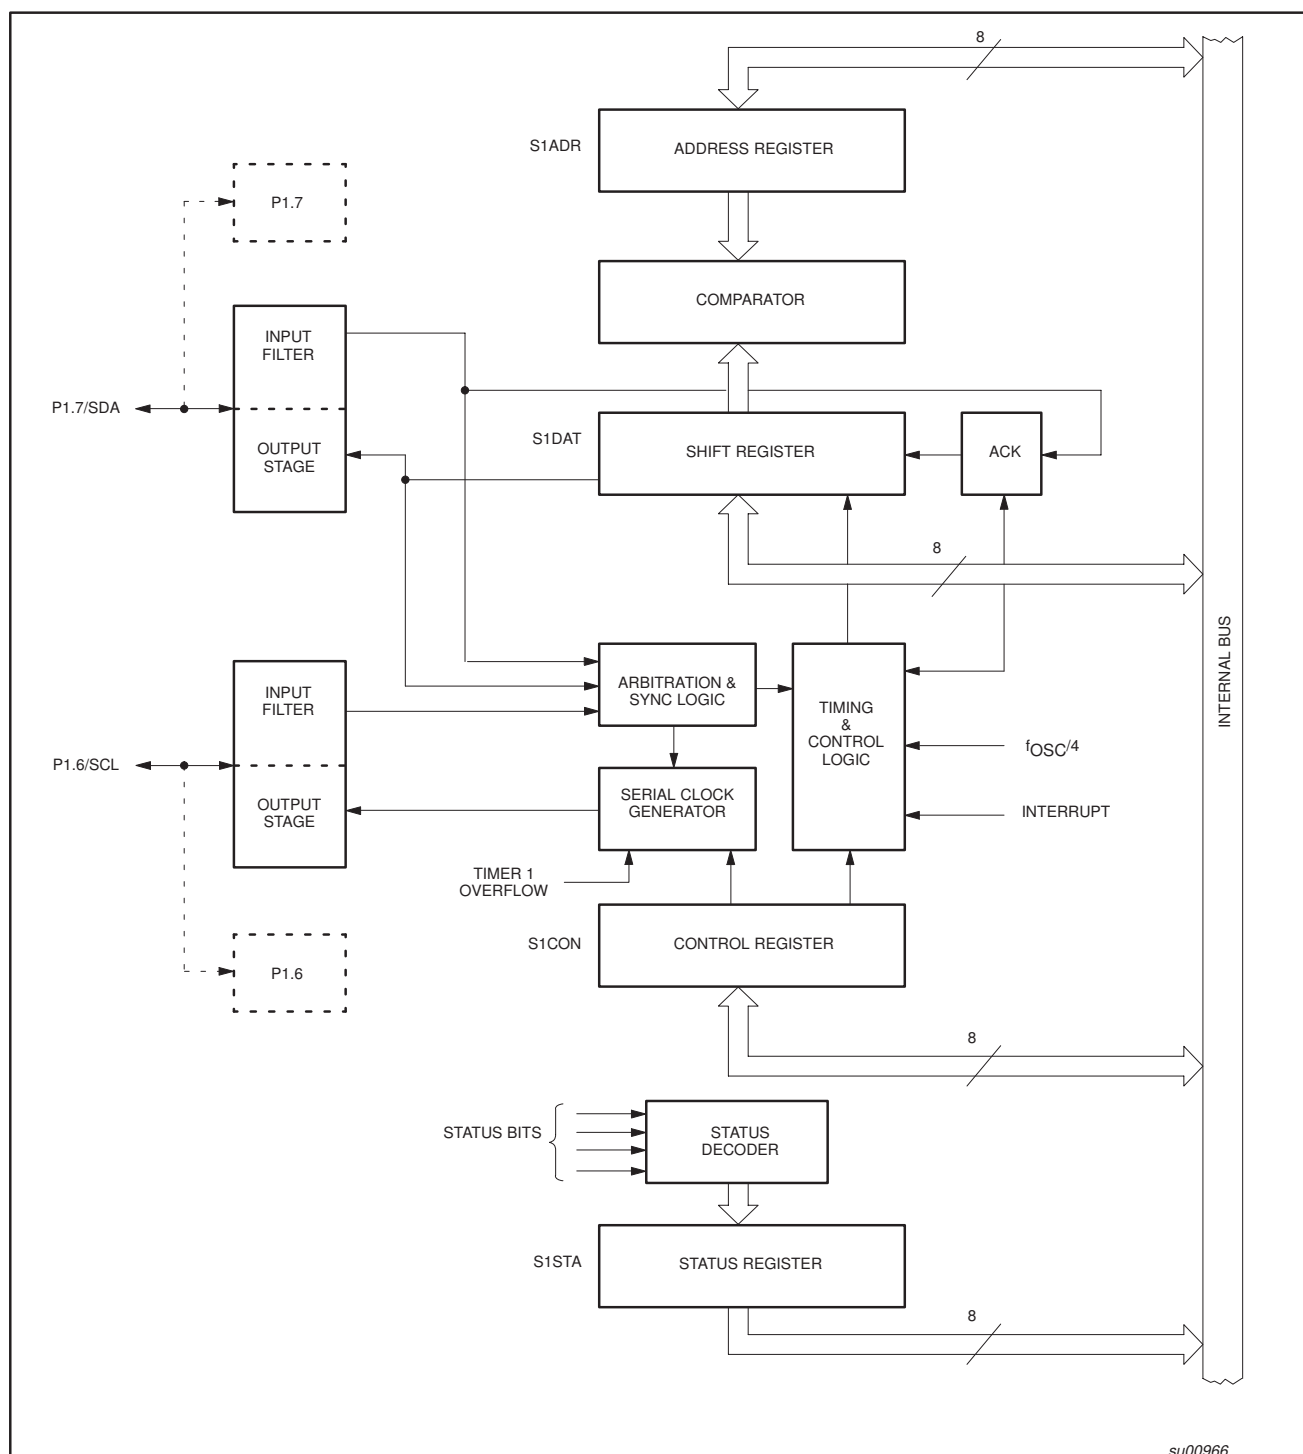 8
S1ADR
ADDRESS REGISTER
P1.7
COMPARATOR
INPUT
FILTER
P1.7/SDA
OUTPUT
STAGE
S1DAT
SHIFT REGISTER
ACK
8
INTERNAL BUS
INPUT
FILTER
ARBITRATION &
SYNC LOGIC
TIMING
&
CONTROL
LOGIC
fOSC/4
P1.6/SCL
OUTPUT
STAGE
SERIAL CLOCK
GENERATOR
INTERRUPT
TIMER 1
OVERFLOW
S1CON
CONTROL REGISTER
P1.6
8
STATUS BITS
STATUS
DECODER
S1STA
STATUS REGISTER
8
su00966